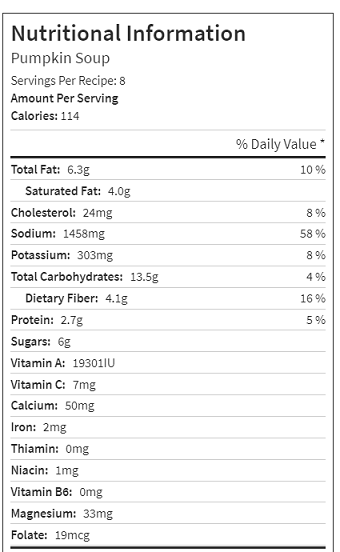 Nutritional Information
Pumpkin Soup
Servings Per Recipe: 8
Amount Per Serving
Calories: 114
% Daily Value *
Total Fat: 6.3g 10 %
Saturated Fat: 4.0g
Cholesterol: 24mg 8 %
Sodium: 1458mg 58 %
Potassium: 303mg 8 %
Total Carbohydrates: 13.5g 4 %
Dietary Fiber: 4.1g 16 %
Protein: 2.7g 5 %
Sugars: 6g
Vitamin A: 19301IU
Vitamin C: 7mg
Calcium: 50mg
Iron: 2mg
Thiamin: 0mg
Niacin: 1mg
Vitamin B6: 0mg
Magnesium: 33mg
Folate: 19mcg